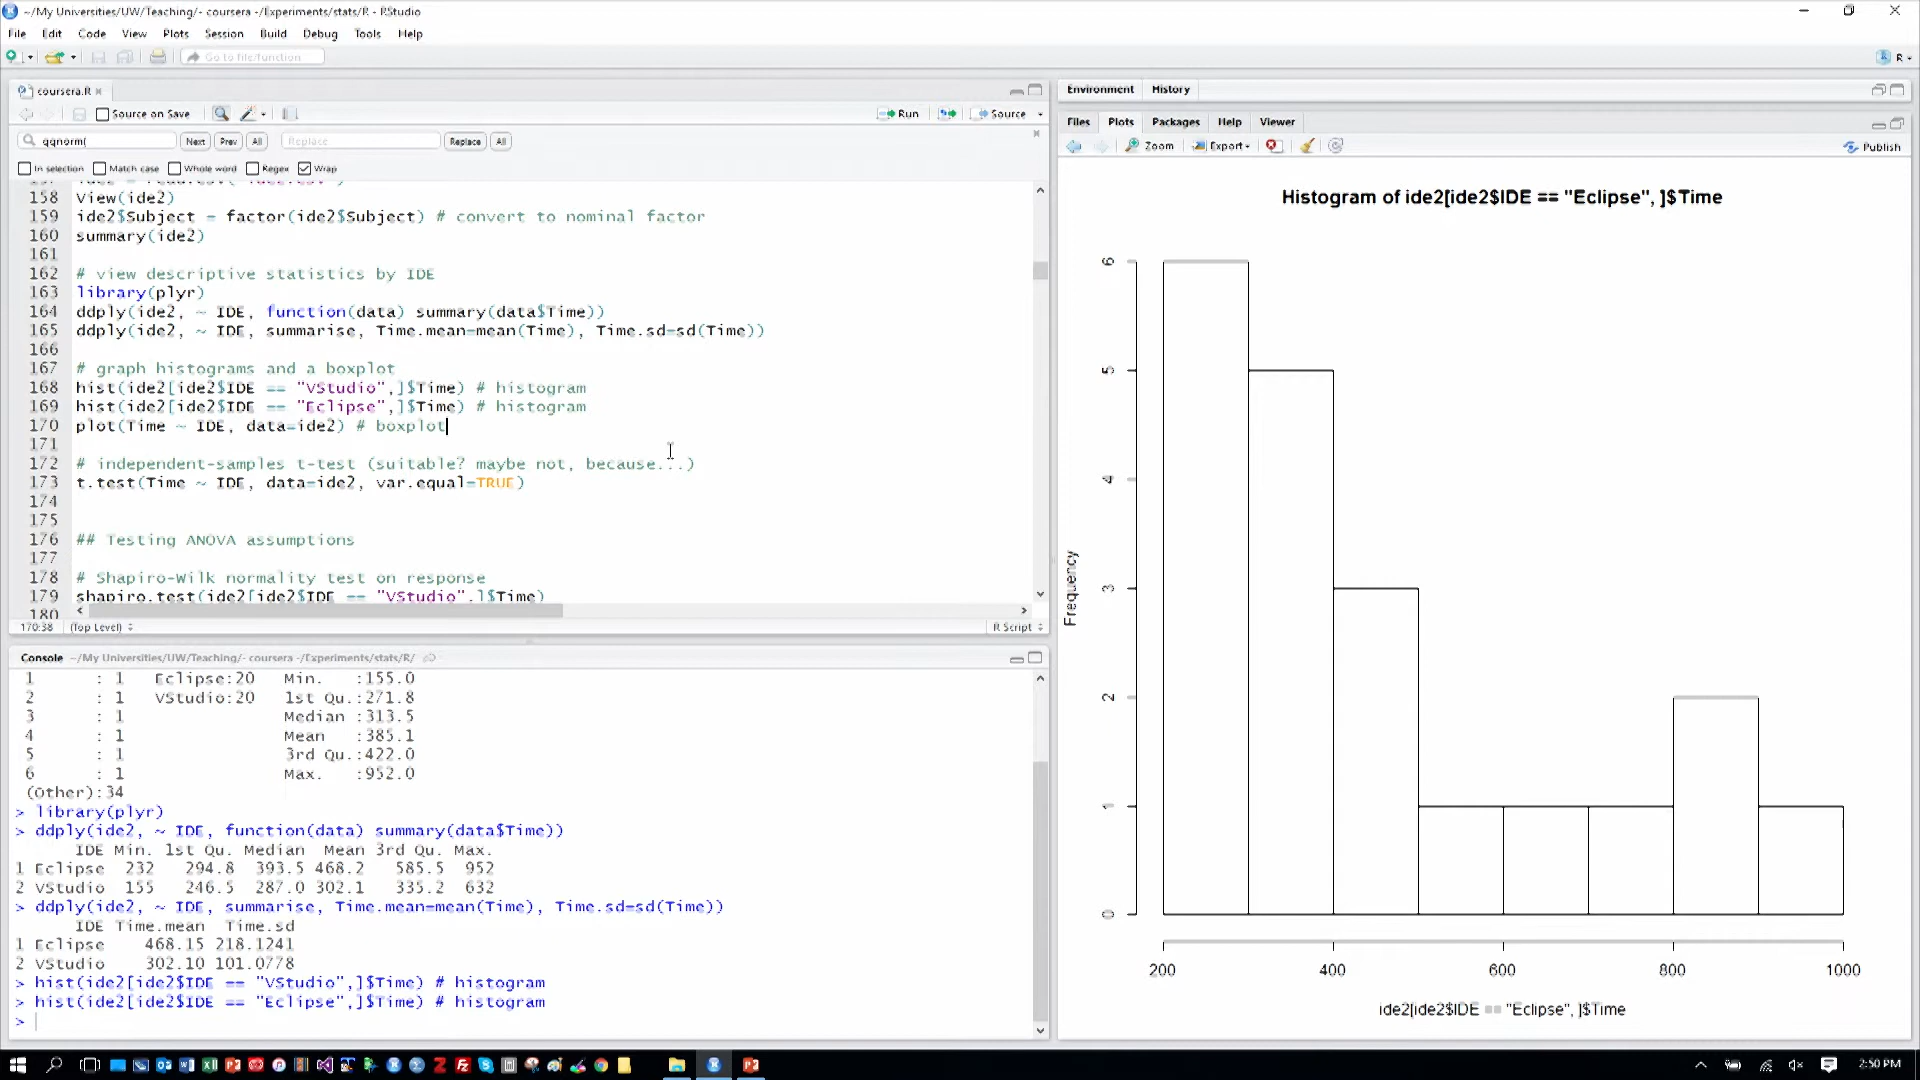 ~/My Universities/UW/Teaching/- coursera -/Experiments/stats/R - RStudio
File Edit Code View Plots Session Build Debug Tools Help
Go to file/function
R
coursera.R
Source on Save
Run
Source
qqnorm(
Next Prev All
Replace
Replace All
In selection Match case Whole word Regex Wrap
158 View(ide2)
159 ide2$Subject = factor(ide2$Subject) # convert to nominal factor
160 summary(ide2)
161
162 # view descriptive statistics by IDE
163 library(plyr)
164 ddply(ide2, ~ IDE, function(data) summary(data$Time))
165 ddply(ide2, ~ IDE, summarise, Time.mean=mean(Time), Time.sd=sd(Time))
166
167 # graph histograms and a boxplot
168 hist(ide2[ide2$IDE == "VStudio",]$Time) # histogram
169 hist(ide2[ide2$IDE == "Eclipse",]$Time) # histogram
170 plot(Time ~ IDE, data=ide2) # boxplot
171
172 # independent-samples t-test (suitable? maybe not, because...)
173 t.test(Time ~ IDE, data=ide2, var.equal=TRUE)
174
175
176 ## Testing ANOVA assumptions
177
178 # Shapiro-Wilk normality test on response
179 shapiro.test(ide2[ide2$IDE == "VStudio",]$Time)
180
170:38 (Top Level)
R Script
Console ~/My Universities/UW/Teaching/- coursera -/Experiments/stats/R/
1 : 1 Eclipse:20 Min. :155.0
2 : 1 VStudio:20 1st Qu.:271.8
3 : 1 Median :313.5
4 : 1 Mean :385.1
5 : 1 3rd Qu.:422.0
6 : 1 Max. :952.0
(Other):34
> library(plyr)
> ddply(ide2, ~ IDE, function(data) summary(data$Time))
IDE Min. 1st Qu. Median Mean 3rd Qu. Max.
1 Eclipse 232 294.8 393.5 468.2 585.5 952
2 VStudio 155 246.5 287.0 302.1 335.2 632
> ddply(ide2, ~ IDE, summarise, Time.mean=mean(Time), Time.sd=sd(Time))
IDE Time.mean Time.sd
1 Eclipse 468.15 218.1241
2 VStudio 302.10 101.0778
> hist(ide2[ide2$IDE == "VStudio",]$Time) # histogram
> hist(ide2[ide2$IDE == "Eclipse",]$Time) # histogram
>
Environment History
Files Plots Packages Help Viewer
Zoom Export Publish
Histogram of ide2[ide2$IDE == "Eclipse", ]$Time
6
5
4
3
2
1
0
Frequency
200 400 600 800 1000
ide2[ide2$IDE == "Eclipse", ]$Time
2:50 PM